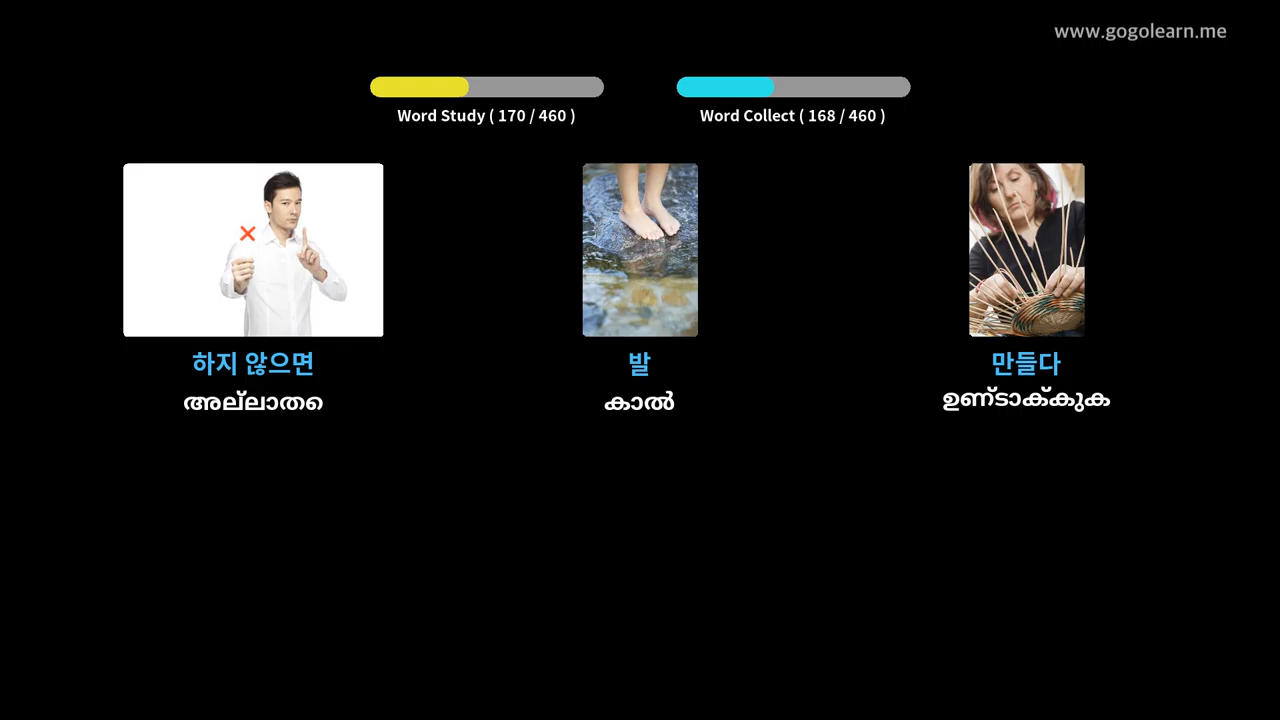 www.gogolearn.me
Word Study ( 170 / 460 )
Word Collect ( 168 / 460 )
하지 않으면
അല്ലാതെ
발
കാൽ
만들다
ഉണ്ടാക്കുക